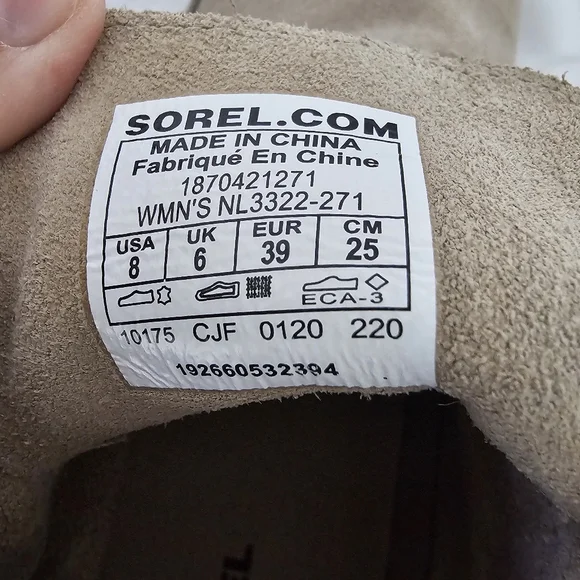 SOREL.COM
MADE IN CHINA
Fabriqué En Chine
1870421271
WMN'S NL3322-271
USA UK EUR CM
8 6 39 25
ECA-3
10175 CJF 0120 220
192660532394
EL